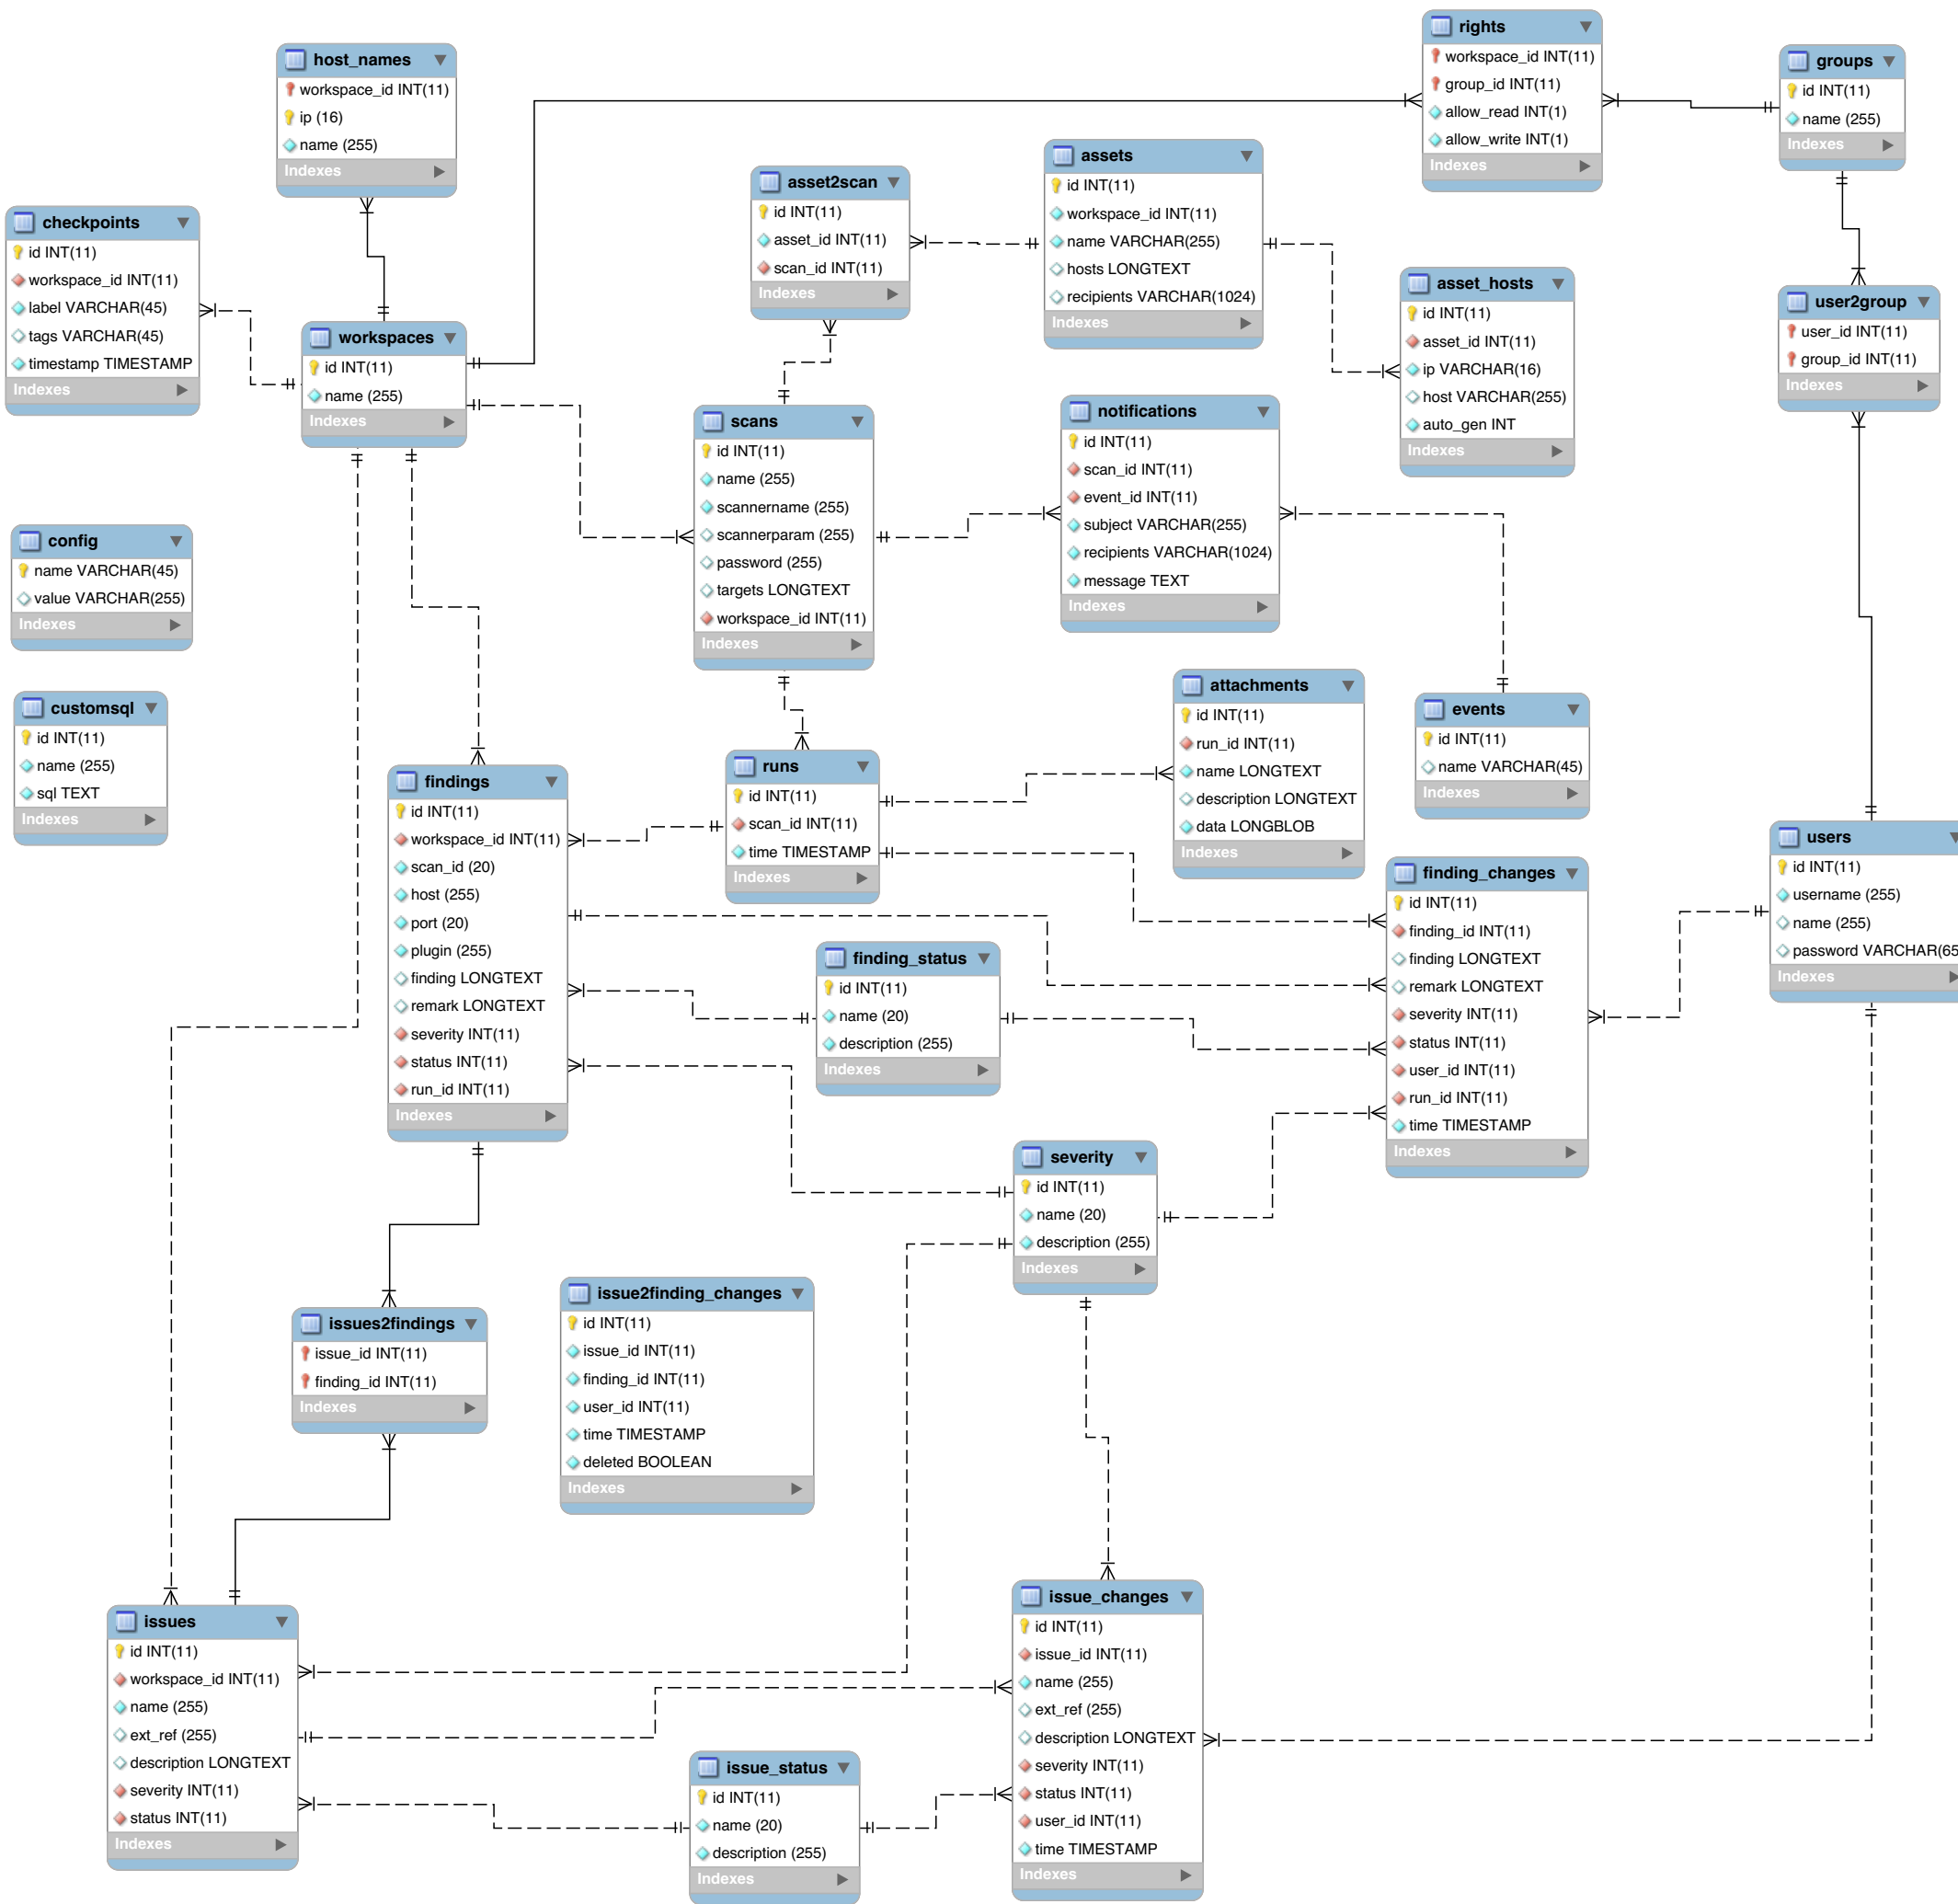 host_names
workspace_id INT(11)
ip (16)
name (255)
Indexes
rights
workspace_id INT(11)
group_id INT(11)
allow_read INT(1)
allow_write INT(1)
Indexes
groups
id INT(11)
name (255)
Indexes
checkpoints
id INT(11)
workspace_id INT(11)
label VARCHAR(45)
tags VARCHAR(45)
timestamp TIMESTAMP
Indexes
workspaces
id INT(11)
name (255)
Indexes
asset2scan
id INT(11)
asset_id INT(11)
scan_id INT(11)
Indexes
assets
id INT(11)
workspace_id INT(11)
name VARCHAR(255)
hosts LONGTEXT
recipients VARCHAR(1024)
Indexes
asset_hosts
id INT(11)
asset_id INT(11)
ip VARCHAR(16)
host VARCHAR(255)
auto_gen INT
Indexes
user2group
user_id INT(11)
group_id INT(11)
Indexes
scans
id INT(11)
name (255)
scannername (255)
scannerparam (255)
password (255)
targets LONGTEXT
workspace_id INT(11)
Indexes
notifications
id INT(11)
scan_id INT(11)
event_id INT(11)
subject VARCHAR(255)
recipients VARCHAR(1024)
message TEXT
Indexes
config
name VARCHAR(45)
value VARCHAR(255)
Indexes
customsql
id INT(11)
name (255)
sql TEXT
Indexes
findings
id INT(11)
workspace_id INT(11)
scan_id (20)
host (255)
port (20)
plugin (255)
finding LONGTEXT
remark LONGTEXT
severity INT(11)
status INT(11)
run_id INT(11)
Indexes
runs
id INT(11)
scan_id INT(11)
time TIMESTAMP
Indexes
attachments
id INT(11)
run_id INT(11)
name LONGTEXT
description LONGTEXT
data LONGBLOB
Indexes
events
id INT(11)
name VARCHAR(45)
Indexes
users
id INT(11)
username (255)
name (255)
password VARCHAR(65
Indexes
finding_changes
id INT(11)
finding_id INT(11)
finding LONGTEXT
remark LONGTEXT
severity INT(11)
status INT(11)
user_id INT(11)
run_id INT(11)
time TIMESTAMP
Indexes
finding_status
id INT(11)
name (20)
description (255)
Indexes
severity
id INT(11)
name (20)
description (255)
Indexes
issues2findings
issue_id INT(11)
finding_id INT(11)
Indexes
issue2finding_changes
id INT(11)
issue_id INT(11)
finding_id INT(11)
user_id INT(11)
time TIMESTAMP
deleted BOOLEAN
Indexes
issues
id INT(11)
workspace_id INT(11)
name (255)
ext_ref (255)
description LONGTEXT
severity INT(11)
status INT(11)
Indexes
issue_status
id INT(11)
name (20)
description (255)
Indexes
issue_changes
id INT(11)
issue_id INT(11)
name (255)
ext_ref (255)
description LONGTEXT
severity INT(11)
status INT(11)
user_id INT(11)
time TIMESTAMP
Indexes